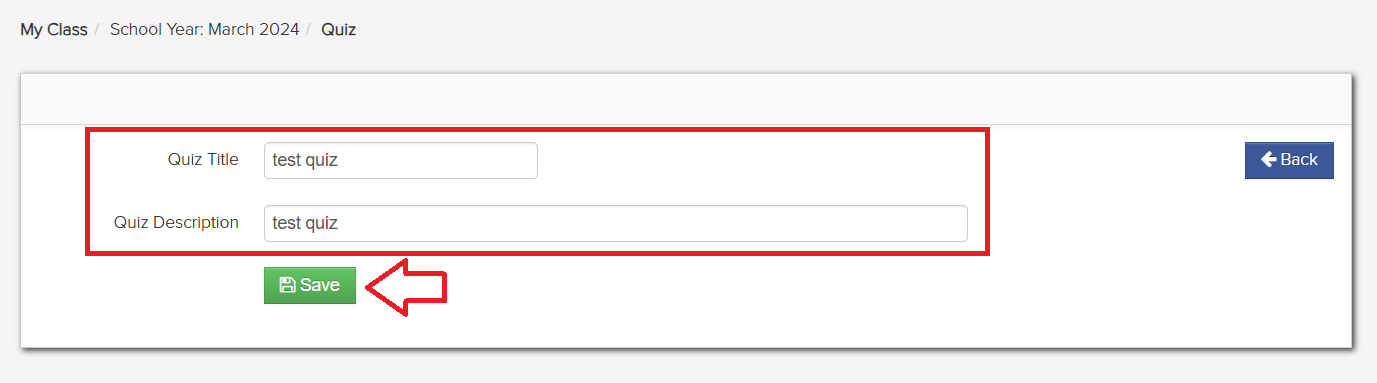 My Class / School Year: March 2024 / Quiz
Quiz Title test quiz
Back
Quiz Description test quiz
Save